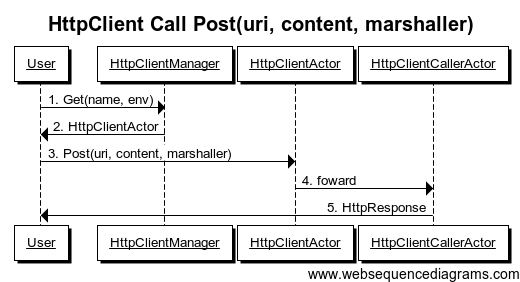 HttpClient Call Post(uri, content, marshaller)
User HttpClientManager HttpClientActor HttpClientCallerActor
1. Get(name, env)
2. HttpClientActor
3. Post(uri, content, marshaller)
4. foward
5. HttpResponse
User HttpClientManager HttpClientActor HttpClientCallerActor
www.websequencediagrams.com